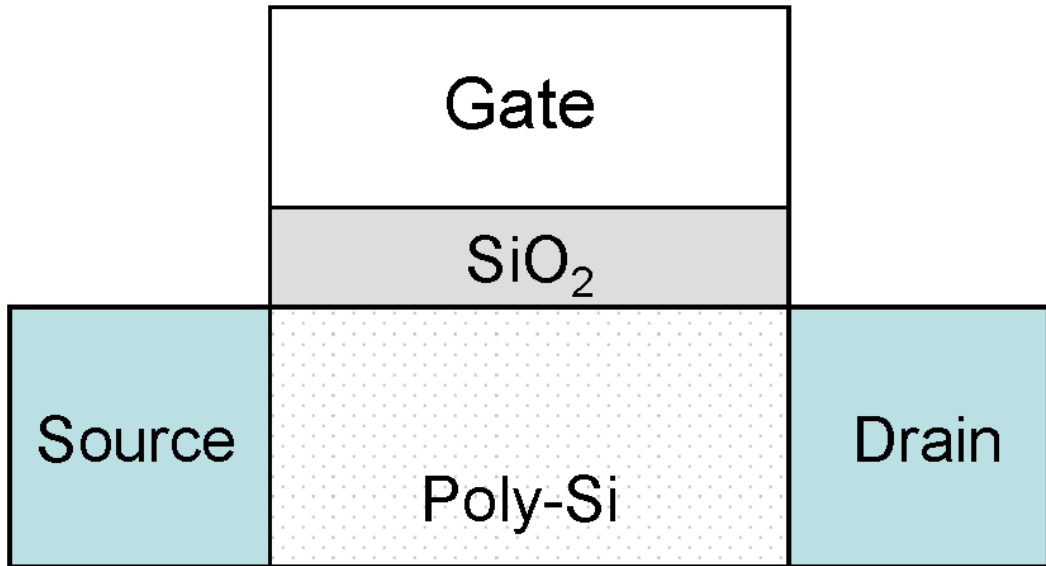 Gate
SiO₂
Source
Poly-Si
Drain